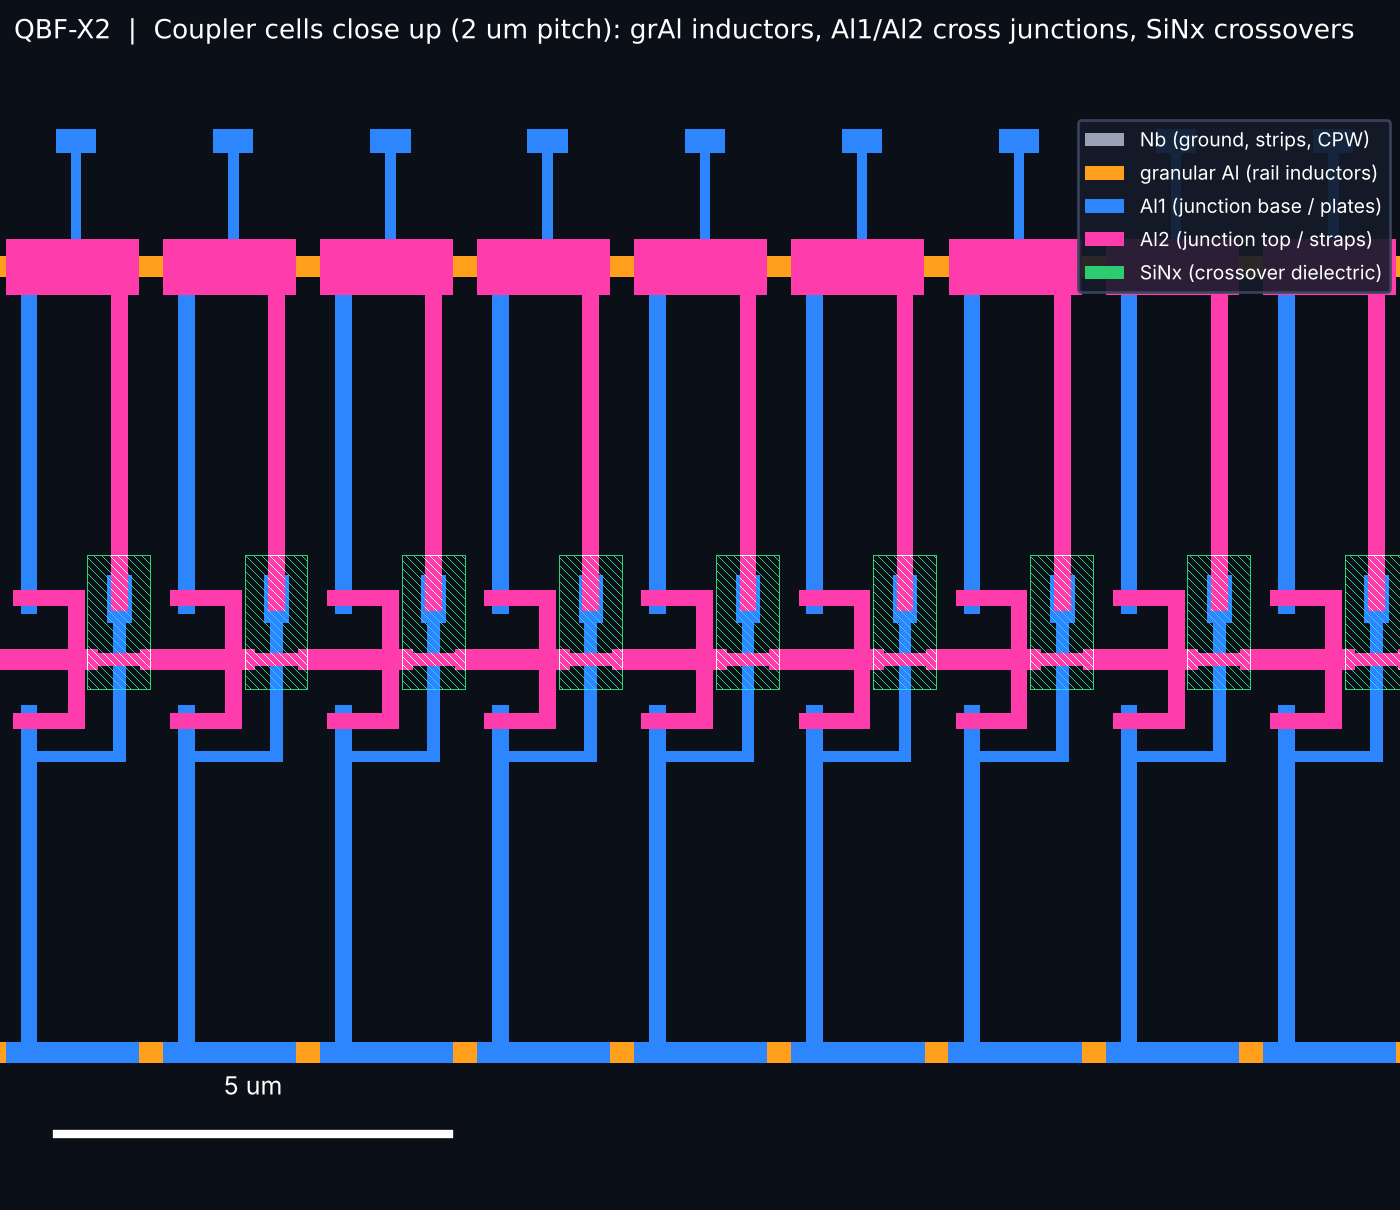 QBF-X2 | Coupler cells close up (2 um pitch): grAl inductors, Al1/Al2 cross junctions, SiNx crossovers
Nb (ground, strips, CPW)
granular Al (rail inductors)
Al1 (junction base / plates)
Al2 (junction top / straps)
SiNx (crossover dielectric)
5 um